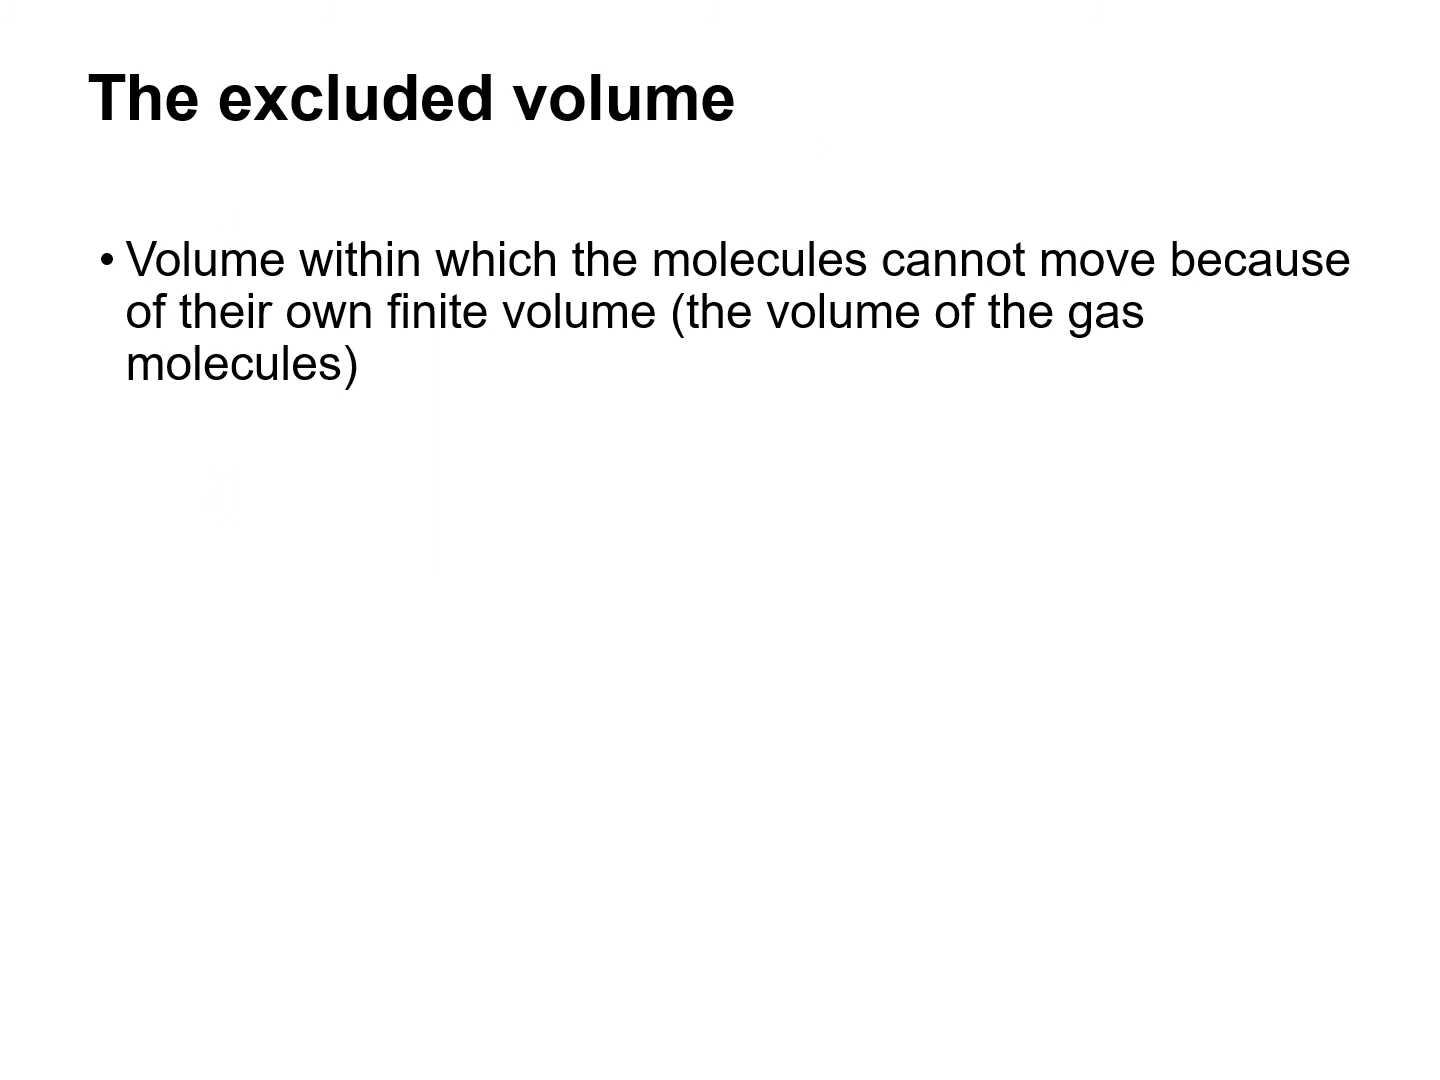 The excluded volume
• Volume within which the molecules cannot move because
of their own finite volume (the volume of the gas
molecules)